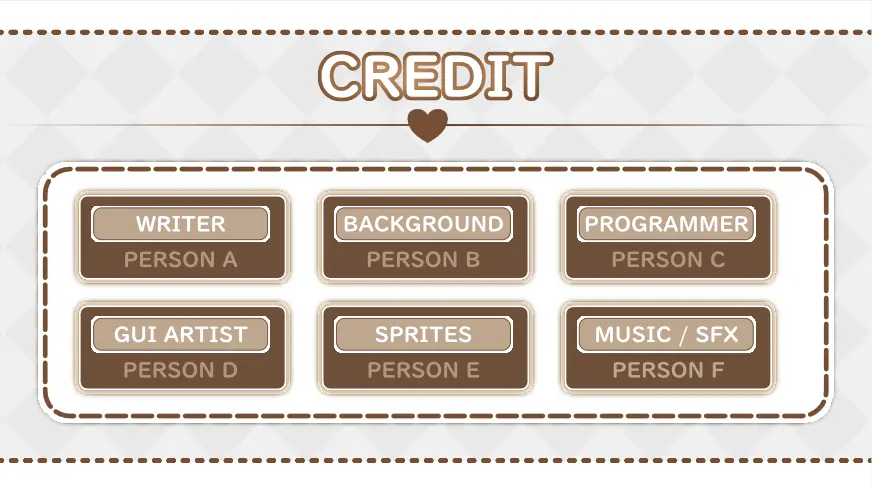 CREDIT
WRITER
PERSON A
BACKGROUND
PERSON B
PROGRAMMER
PERSON C
GUI ARTIST
PERSON D
SPRITES
PERSON E
MUSIC / SFX
PERSON F